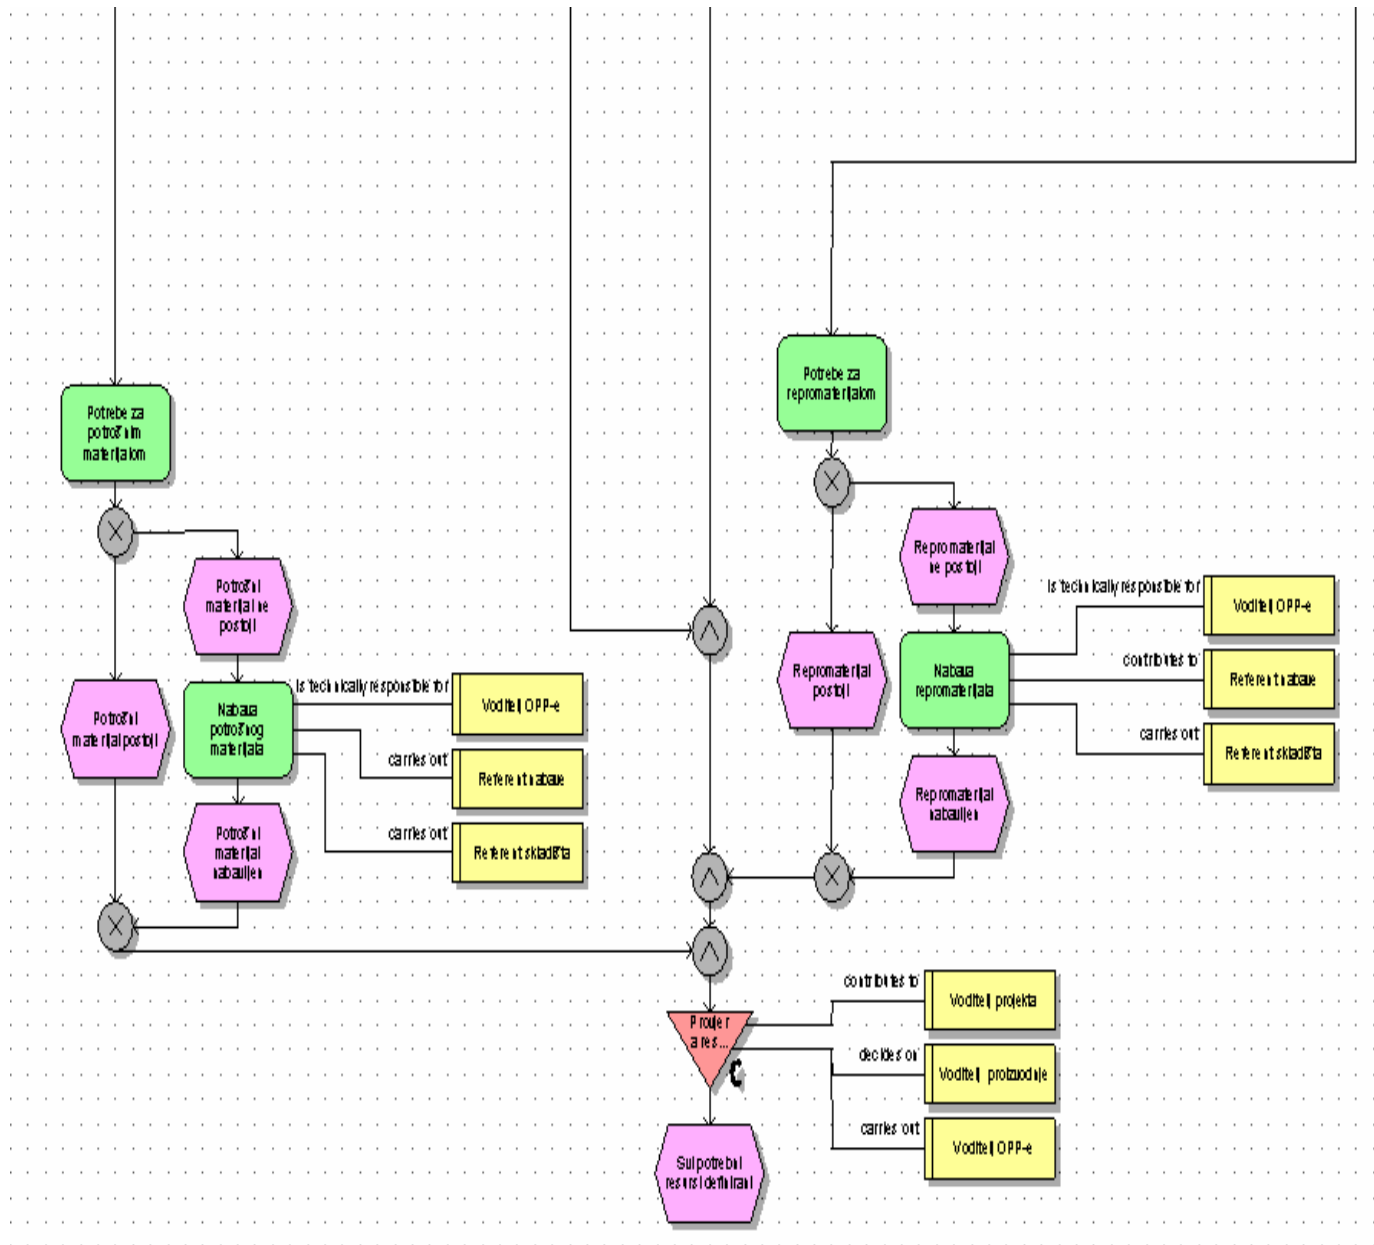 Potrebe za
repromaterijalom
Potrebe za
potrošnim
materijalom
Repromaterijal
ne postoji
Potrošni
materijal ne
postoji
is technically responsible for
Voditelj OPP-e
Repromaterijal
postoji
Nabava
repromaterijala
contributes to
Referent nabave
carries out
Referent skladišta
Potrošni
materijal postoji
Nabava
potrošnog
materijala
is technically responsible for
Voditelj OPP-e
carries out
Referent nabave
carries out
Referent skladišta
Repromaterijal
nabavljen
Potrošni
materijal
nabavljen
Provjer
a res...
C
contributes to
Voditelj projekta
decides on
Voditelj proizvodnje
carries out
Voditelj OPP-e
Svi potrebni
resursi definirani